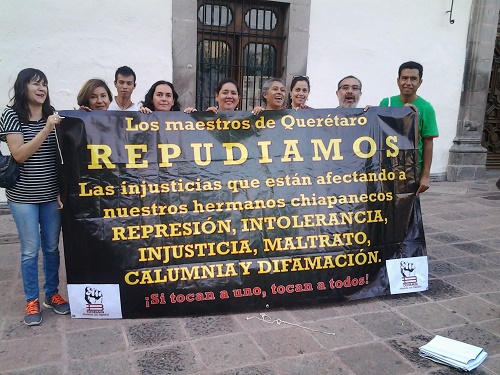 Los maestros de Querétaro
REPUDIAMOS
Las injusticias que están afectando a
nuestros hermanos chiapanecos
REPRESIÓN, INTOLERANCIA,
INJUSTICIA, MALTRATO,
CALUMNIA Y DIFAMACIÓN.
¡Si tocan a uno, tocan a todos!